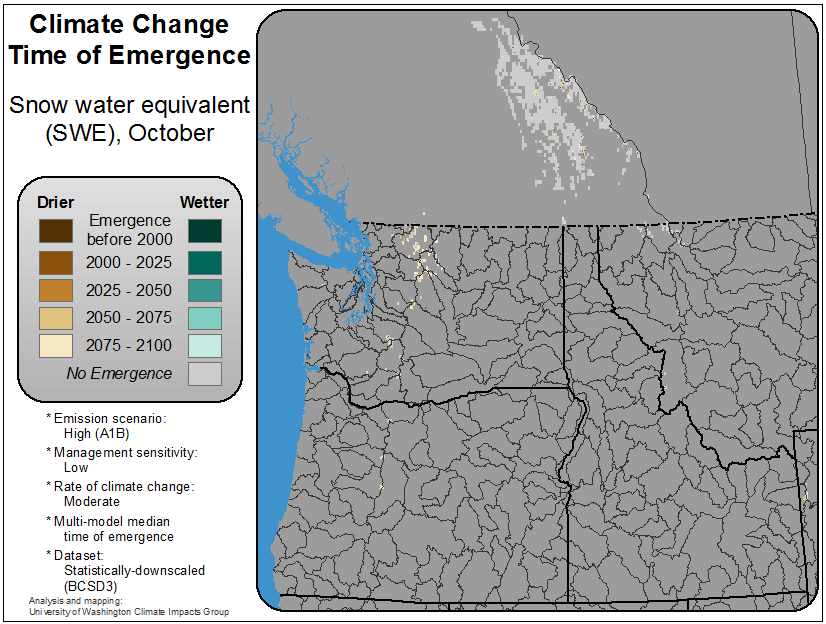 Climate Change
Time of Emergence
Snow water equivalent
(SWE), October
Drier Wetter
Emergence
before 2000
2000 - 2025
2025 - 2050
2050 - 2075
2075 - 2100
No Emergence
* Emission scenario:
High (A1B)
* Management sensitivity:
Low
* Rate of climate change:
Moderate
* Multi-model median
time of emergence
* Dataset:
Statistically-downscaled
(BCSD3)
Analysis and mapping:
University of Washington Climate Impacts Group